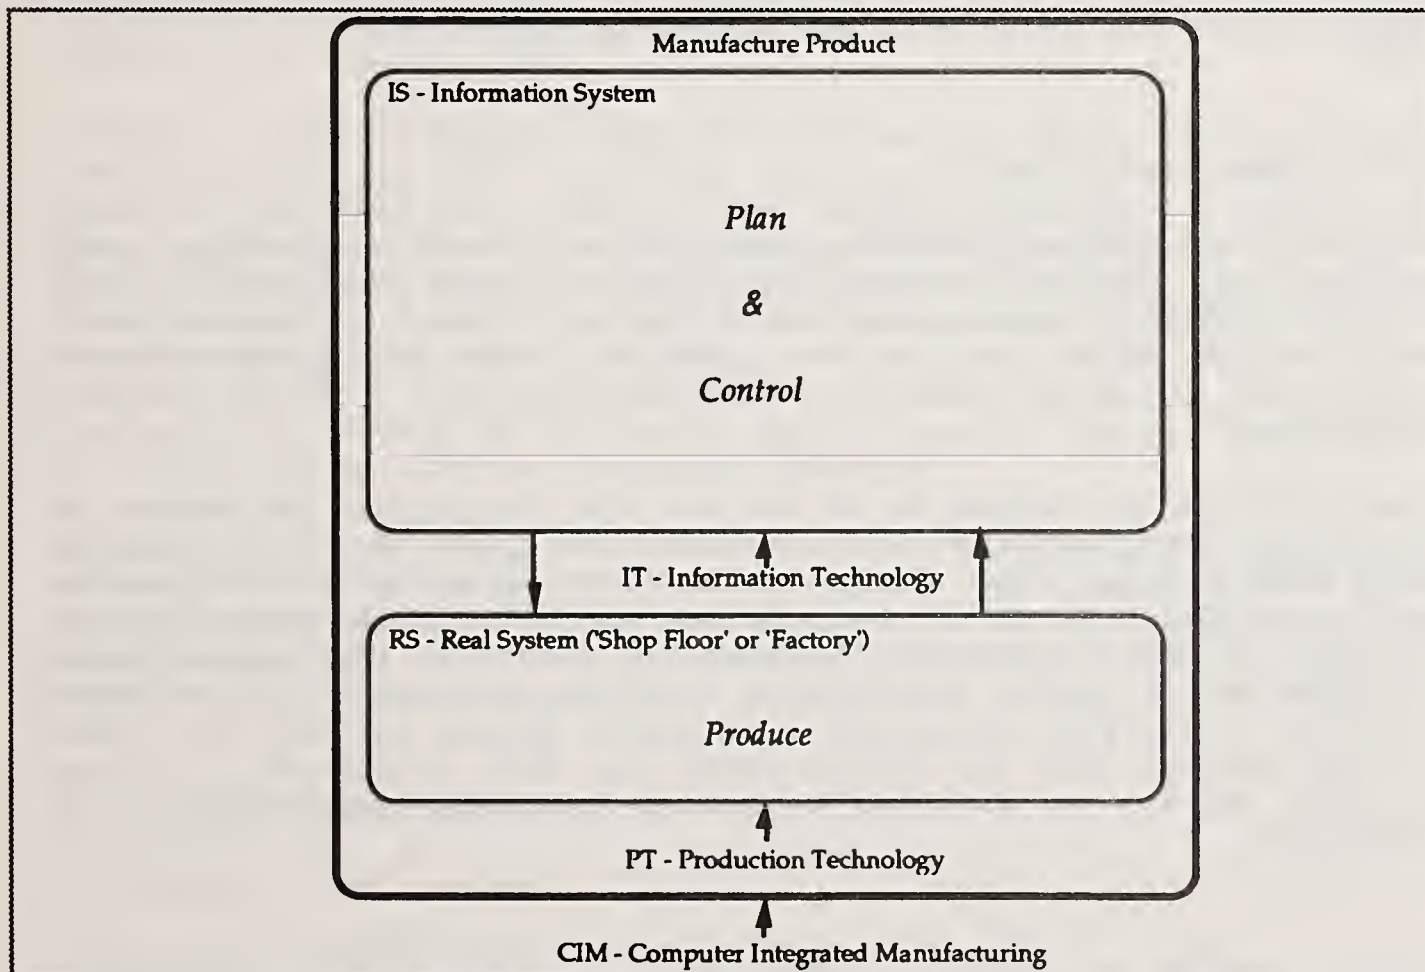 Manufacture Product
IS - Information System
Plan
&
Control
IT - Information Technology
RS - Real System ('Shop Floor' or 'Factory')
Produce
PT - Production Technology
CIM - Computer Integrated Manufacturing